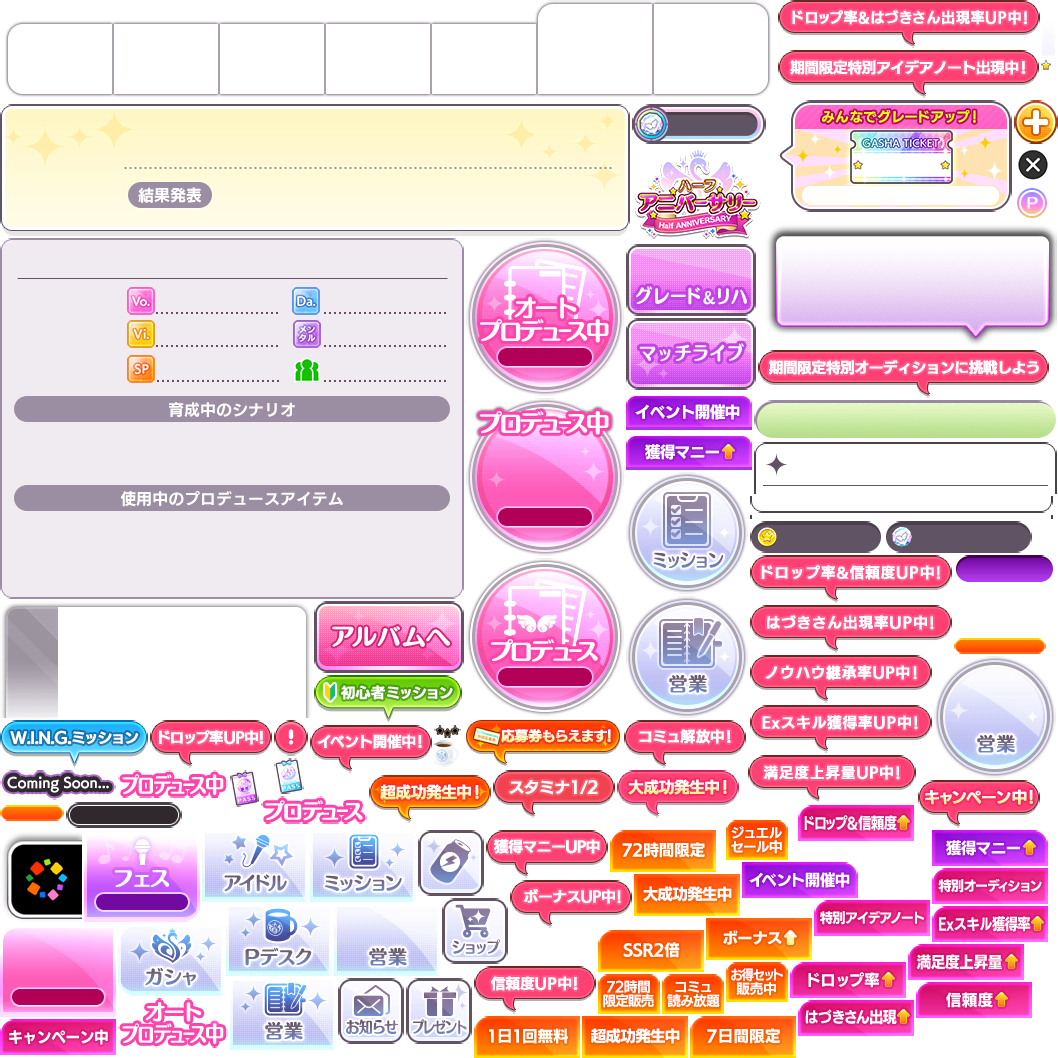 ドロップ率&はづきさん出現率UP中!
期間限定特別アイデアノート出現中!
みんなでグレードアップ!
GASHA TICKET
P
結果発表
ハーフ
アニバーサリー
Half ANNIVERSARY
Vo.
Da.
Vi.
メン
タル
SP
育成中のシナリオ
使用中のプロデュースアイテム
オート
プロデュース中
グレード&リハ
マッチライブ
期間限定特別オーディションに挑戦しよう
プロデュース中
イベント開催中
獲得マニー
ミッション
ドロップ率&信頼度UP中!
はづきさん出現率UP中!
ノウハウ継承率UP中!
Exスキル獲得率UP中!
満足度上昇量UP中!
プロデュース
営業
営業
アルバムへ
初心者ミッション
W.I.N.G.ミッション
ドロップ率UP中!
!
イベント開催中!
応募券もらえます!
コミュ解放中!
Coming Soon...
プロデュース中
PASS
PASS
プロデュース
超成功発生中!
スタミナ1/2
大成功発生中!
キャンペーン中!
フェス
アイドル
ミッション
獲得マニーUP中
72時間限定
ジュエル
セール中
ドロップ&信頼度
獲得マニー
ボーナスUP中!
大成功発生中
イベント開催中
特別オーディション
Pデスク
営業
ショップ
特別アイデアノート
Exスキル獲得率
ガシャ
SSR2倍
ボーナス
満足度上昇量
信頼度UP中!
72時間
限定販売
コミュ
読み放題
お得セット
販売中
ドロップ率
信頼度
キャンペーン中
オート
プロデュース中
営業
お知らせ
プレゼント
はづきさん出現
1日1回無料
超成功発生中
7日間限定